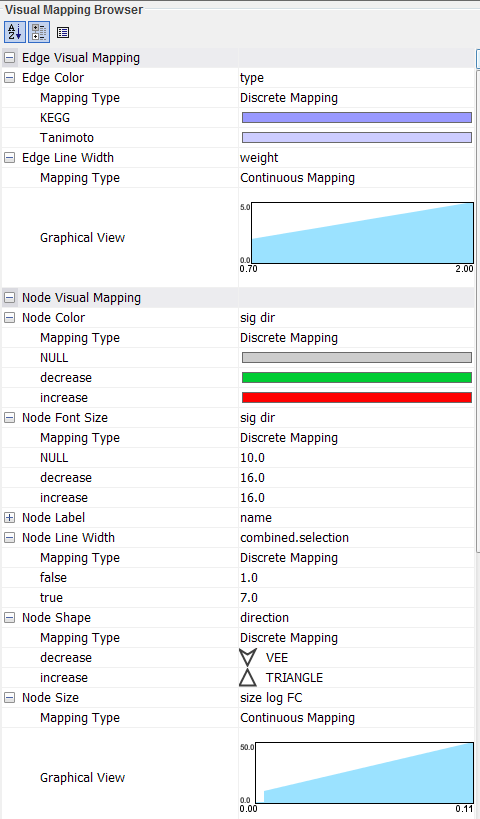 Visual Mapping Browser
A Z
Edge Visual Mapping
Edge Color type
Mapping Type Discrete Mapping
KEGG
Tanimoto
Edge Line Width weight
Mapping Type Continuous Mapping
5.0
Graphical View
0.0
0.70 2.00
Node Visual Mapping
Node Color sig dir
Mapping Type Discrete Mapping
NULL
decrease
increase
Node Font Size sig dir
Mapping Type Discrete Mapping
NULL 10.0
decrease 16.0
increase 16.0
Node Label name
Node Line Width combined.selection
Mapping Type Discrete Mapping
false 1.0
true 7.0
Node Shape direction
Mapping Type Discrete Mapping
decrease VEE
increase TRIANGLE
Node Size size log FC
Mapping Type Continuous Mapping
50.0
Graphical View
0.0
0.00 0.11